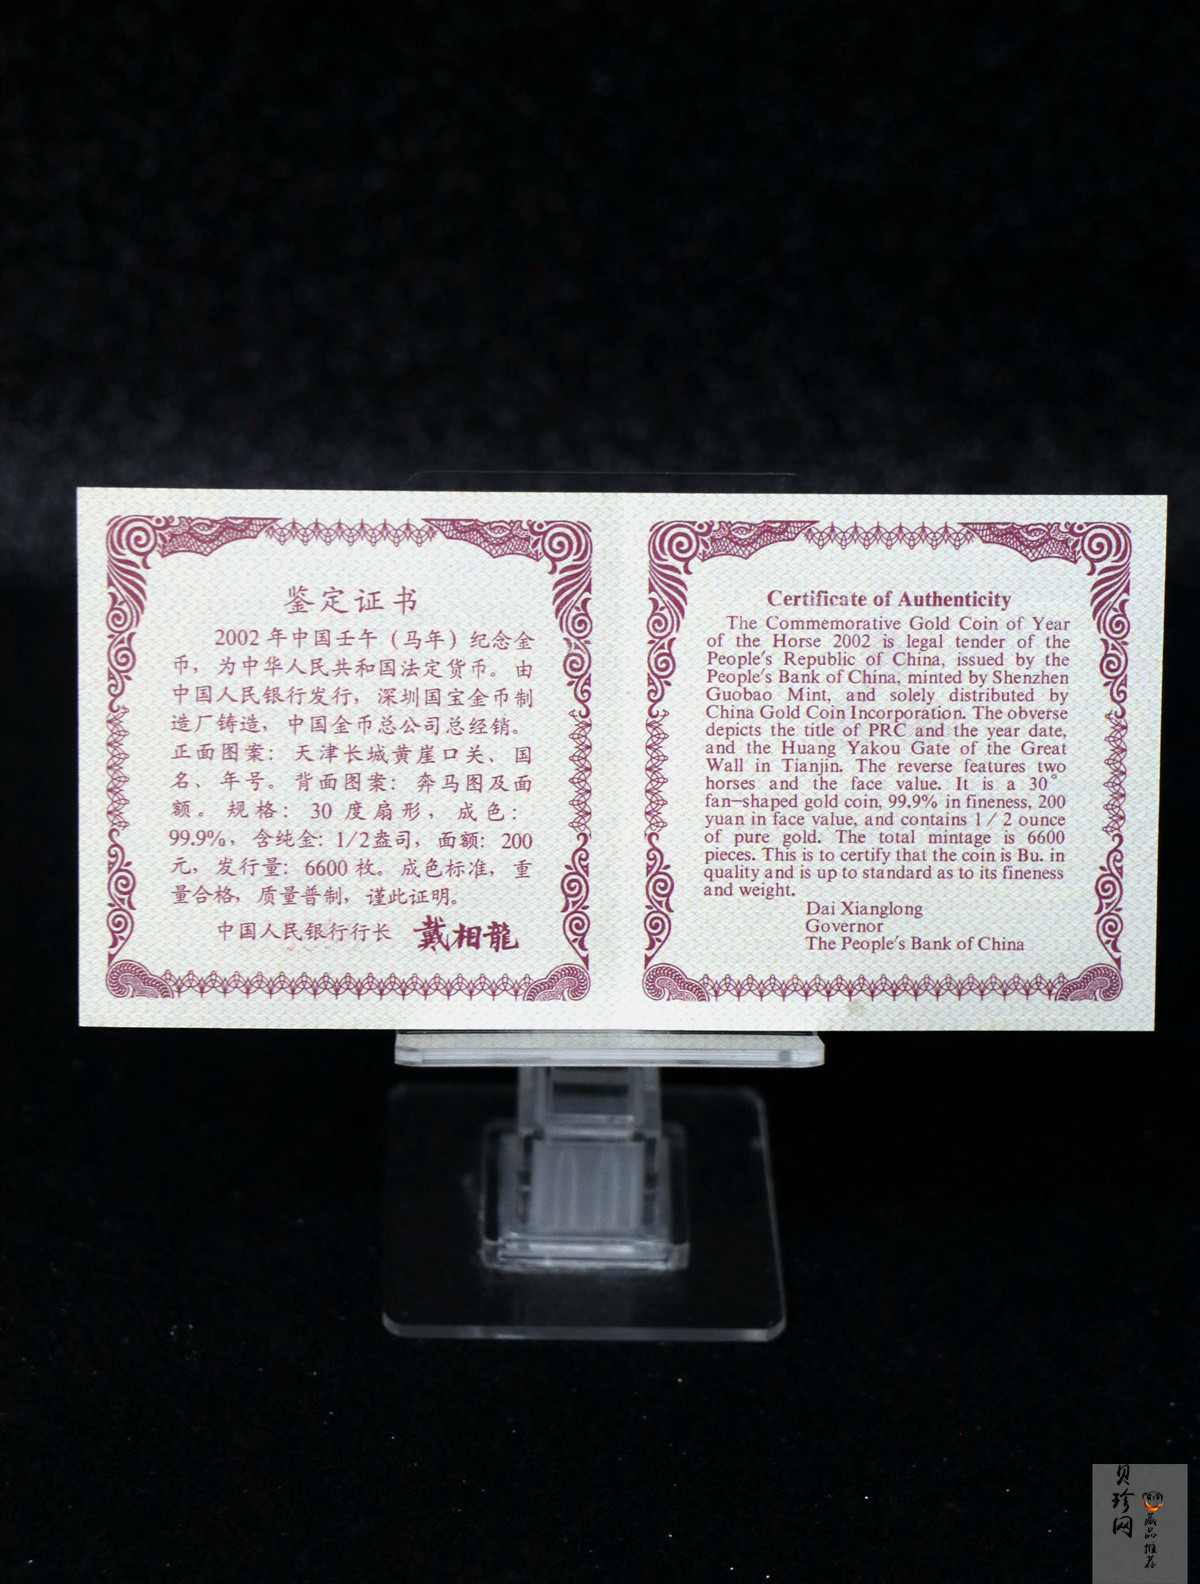 鉴定证书
2002年中国壬午（马年）纪念金
币，为中华人民共和国法定货币。由
中国人民银行发行，深圳国宝金币制
造厂铸造，中国金币总公司总经销。
正面图案：天津长城黄崖口关、国
名、年号。背面图案：奔马图及面
额。规格：30度扇形，成色：
99.9%，含纯金：1/2盎司，面额：200
元，发行量：6600枚。成色标准，重
量合格，质量普制，谨此证明。
中国人民银行行长 戴相龍
Certificate of Authenticity
The Commemorative Gold Coin of Year
of the Horse 2002 is legal tender of the
People's Republic of China, issued by the
People's Bank of China, minted by Shenzhen
Guobao Mint, and solely distributed by
China Gold Coin Incorporation. The obverse
depicts the title of PRC and the year date,
and the Huang Yakou Gate of the Great
Wall in Tianjin. The reverse features two
horses and the face value. It is a 30°
fan-shaped gold coin, 99.9% in fineness, 200
yuan in face value, and contains 1/2 ounce
of pure gold. The total mintage is 6600
pieces. This is to certify that the coin is Bu. in
quality and is up to standard as to its fineness
and weight.
Dai Xianglong
Governor
The People's Bank of China
贝珍网
藏品推荐